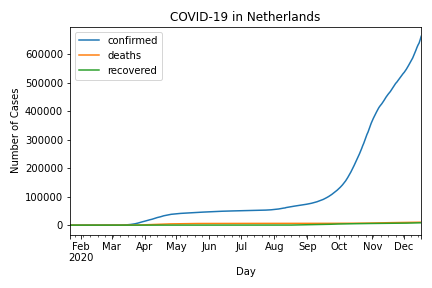 COVID-19 in Netherlands
confirmed
deaths
recovered
Number of Cases
600000
500000
400000
300000
200000
100000
0
Feb Mar Apr May Jun Jul Aug Sep Oct Nov Dec
2020
Day